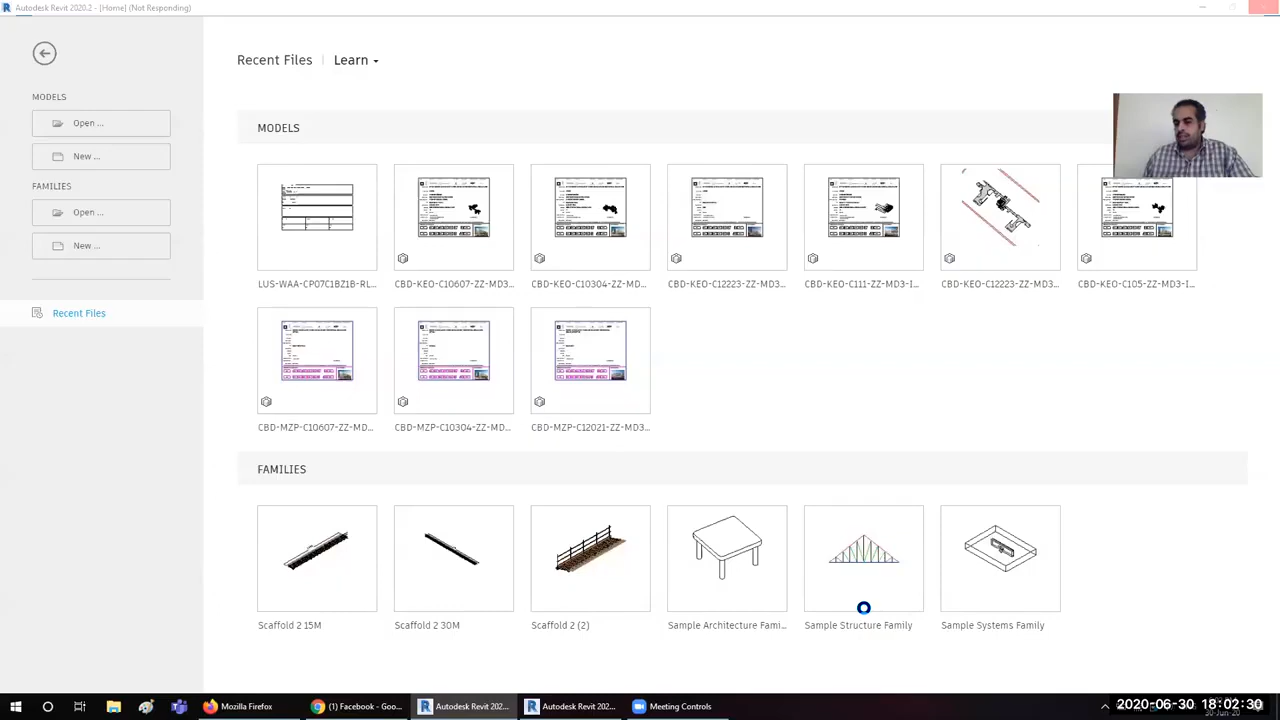 Autodesk Revit 2020.2 - [Home] (Not Responding)
Recent Files | Learn
MODELS
Open ...
New ...
FAMILIES
Open ...
New ...
Recent Files
MODELS
LUS-WAA-CP07C1BZ1B-RL...
CBD-KEO-C10607-ZZ-MD3...
CBD-KEO-C10304-ZZ-MD...
CBD-KEO-C12223-ZZ-MD3...
CBD-KEO-C111-ZZ-MD3-I...
CBD-KEO-C12223-ZZ-MD3...
CBD-KEO-C105-ZZ-MD3-I...
CBD-MZP-C10607-ZZ-MD...
CBD-MZP-C10304-ZZ-MD...
CBD-MZP-C12021-ZZ-MD3...
FAMILIES
Scaffold 2 15M
Scaffold 2 30M
Scaffold 2 (2)
Sample Architecture Fami...
Sample Structure Family
Sample Systems Family
Mozilla Firefox
(1) Facebook - Goo...
Autodesk Revit 202...
Autodesk Revit 202...
Meeting Controls
2020-06-30 18:02:30